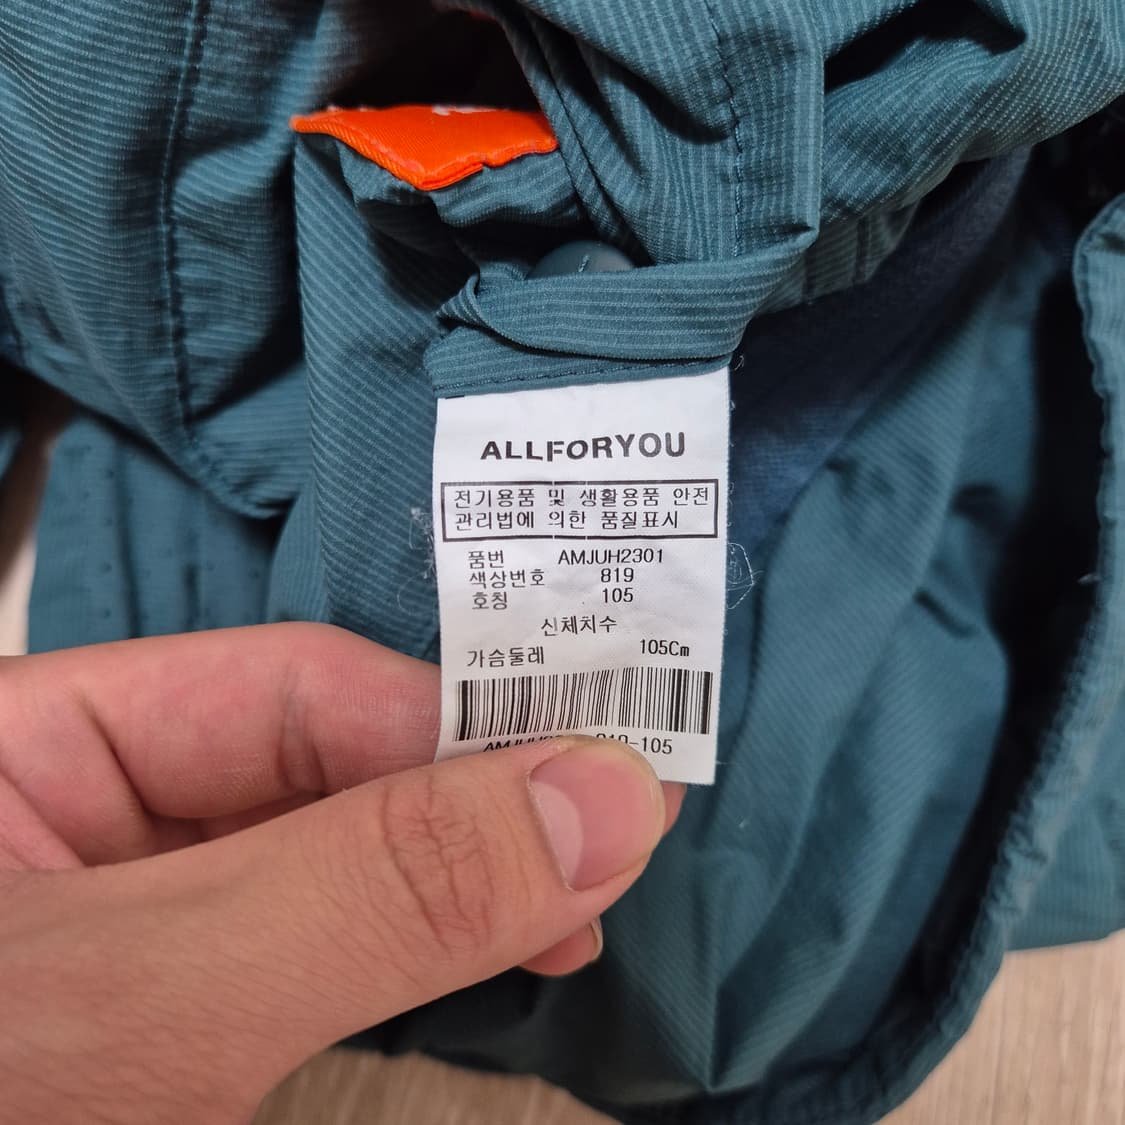 ALLFORYOU
전기용품 및 생활용품 안전
관리법에 의한 품질표시
품번 AMJUH2301
색상번호 819
호칭 105
신체치수
가슴둘레 105Cm
819-105